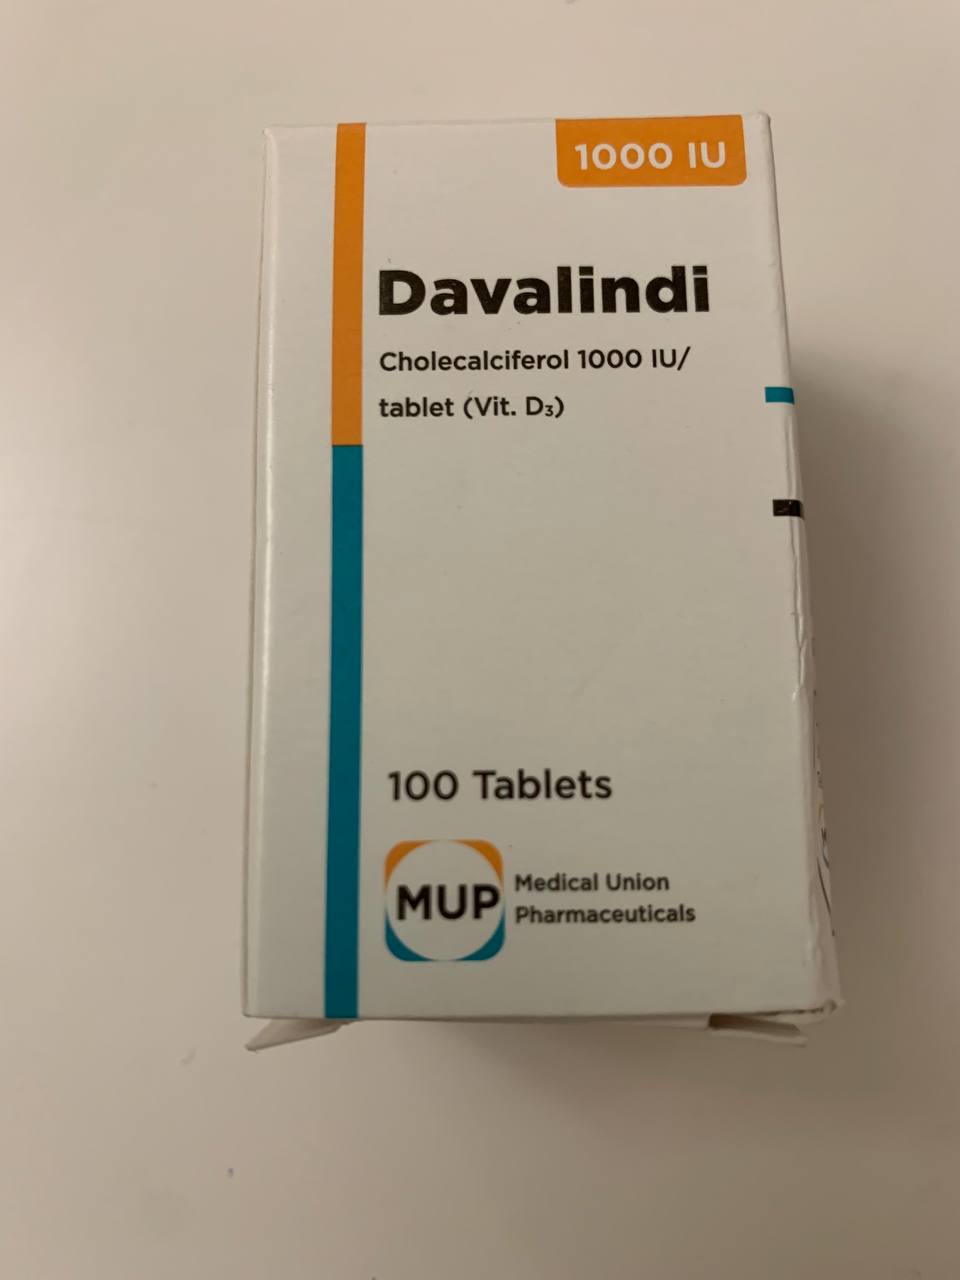 1000 IU
Davalindi
Cholecalciferol 1000 IU/
tablet (Vit. D₃)
100 Tablets
MUP
Medical Union
Pharmaceuticals